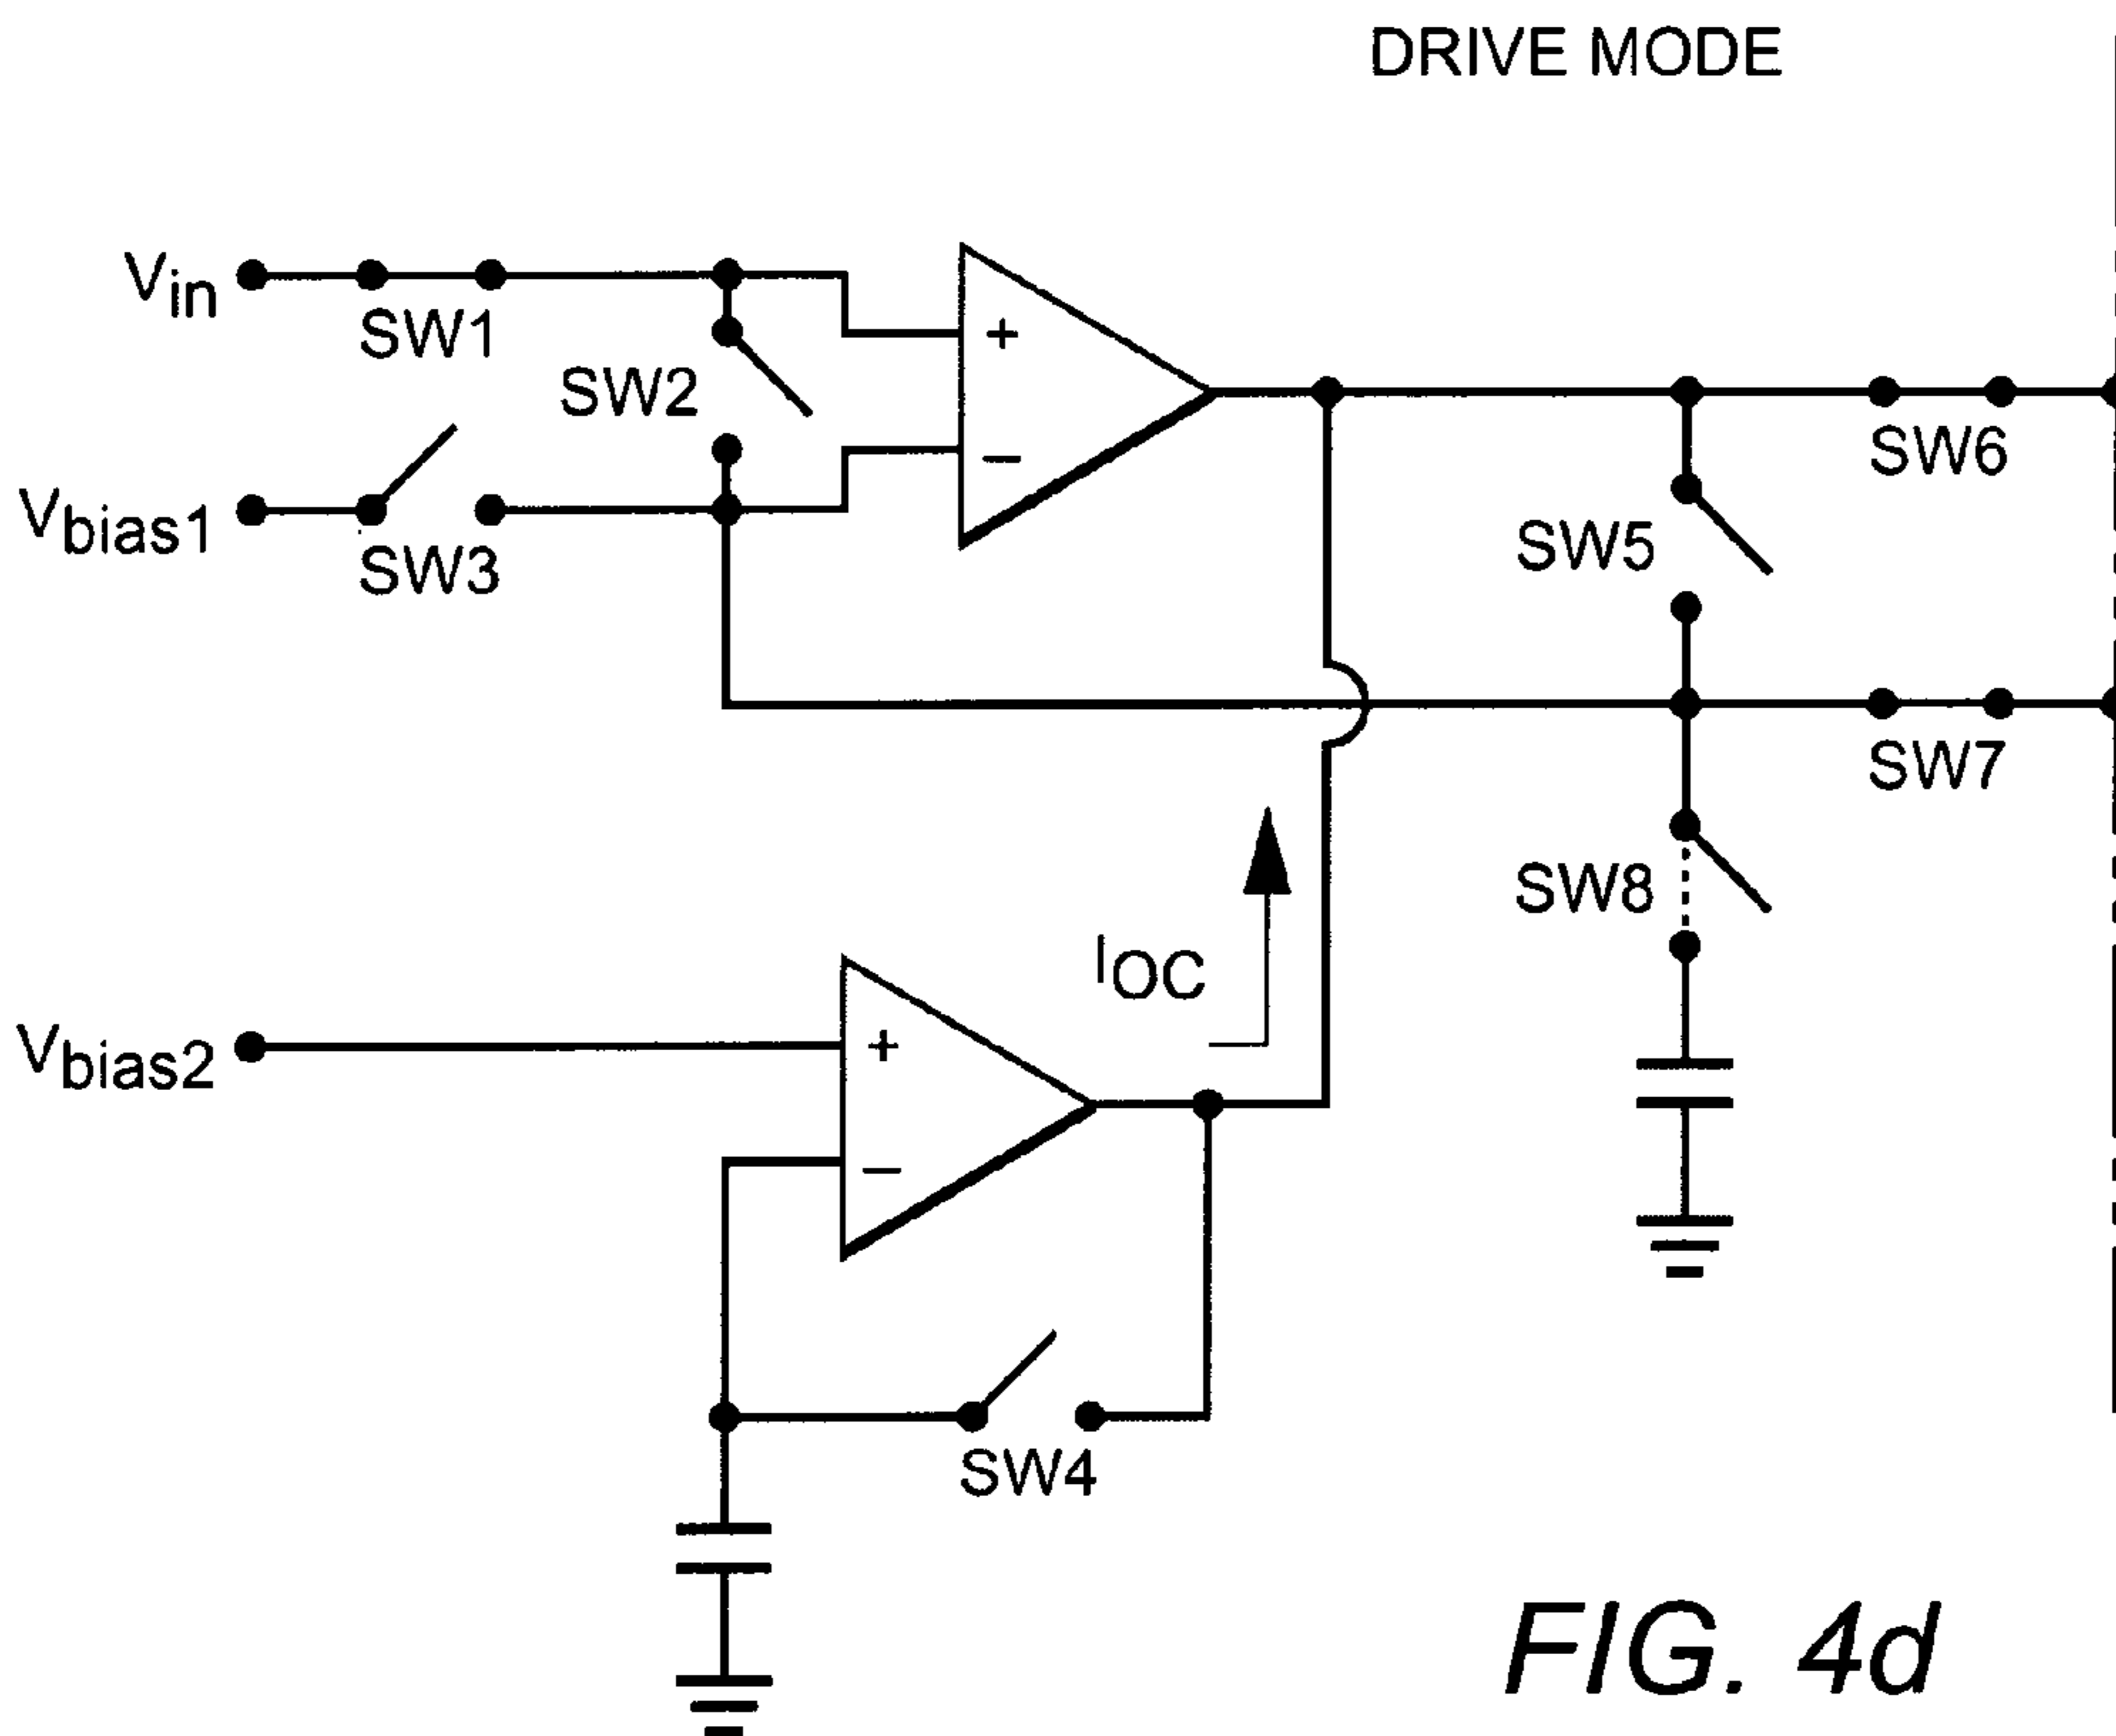 DRIVE MODE
Vin
SW1
+
SW2
−
SW6
Vbias1
SW3
SW5
SW7
SW8
IOC
Vbias2
+
−
SW4
FIG. 4d